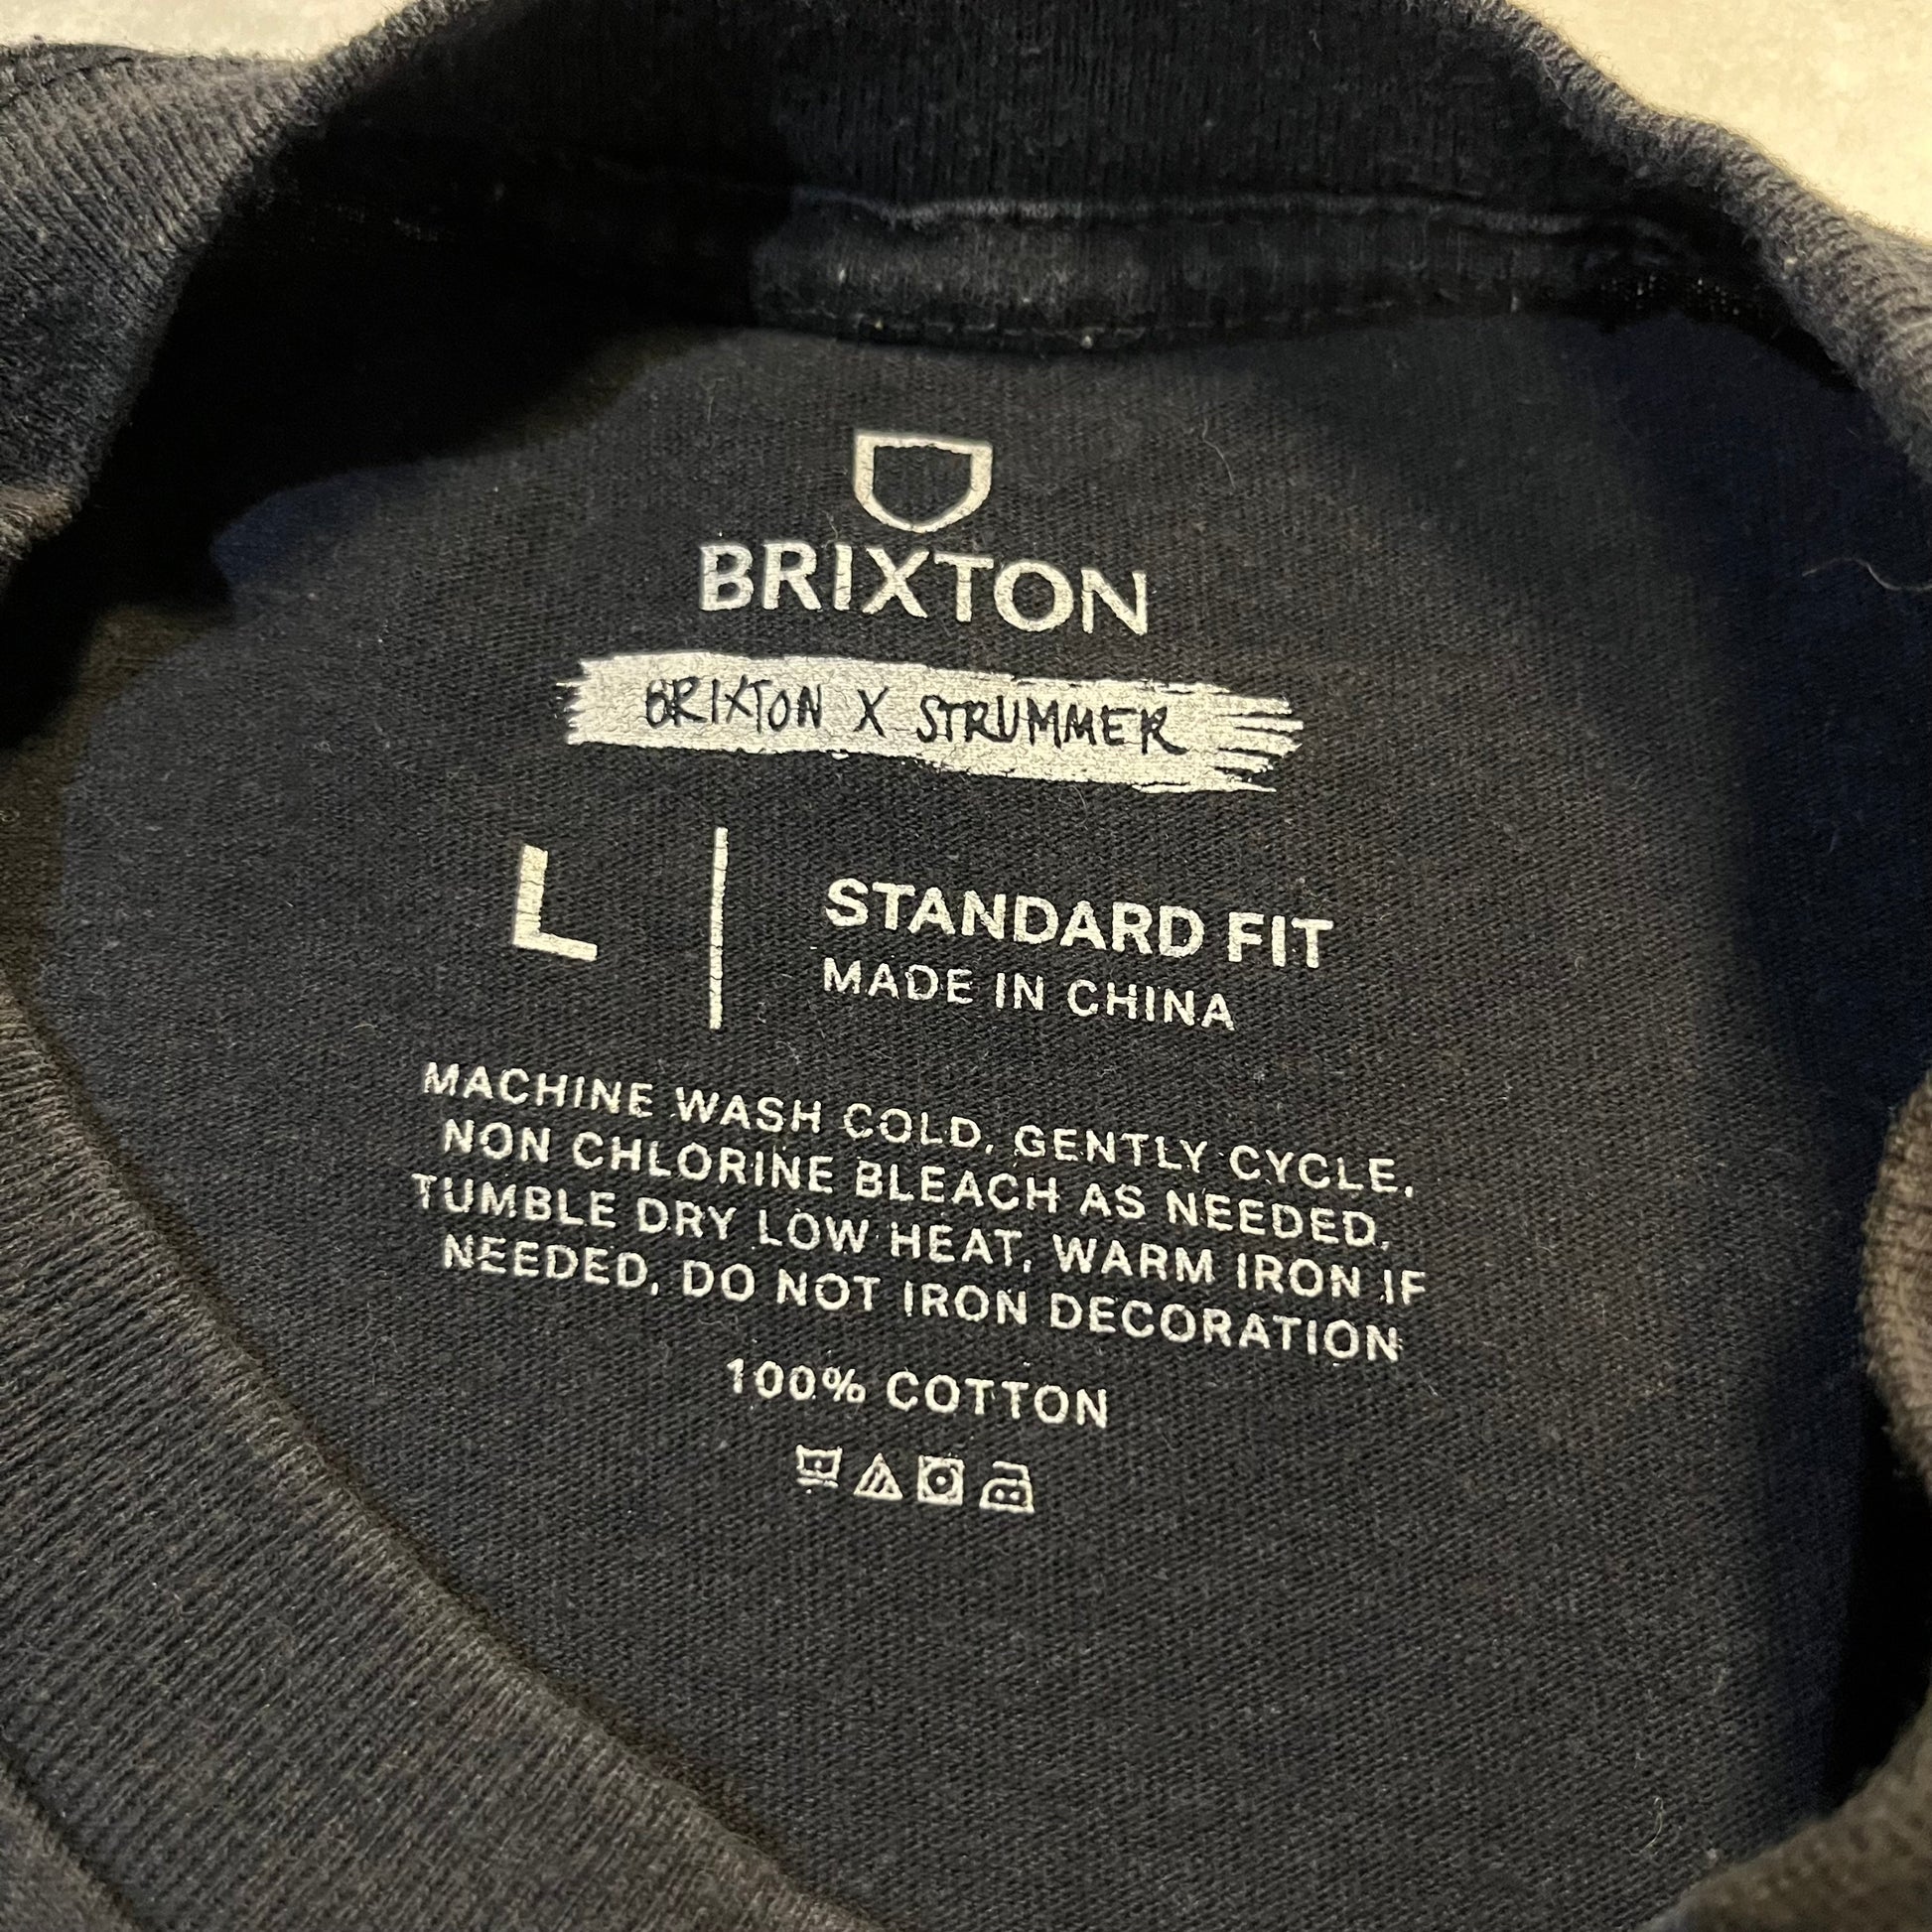 BRIXTON
BRIXTON X STRUMMER
L
STANDARD FIT
MADE IN CHINA
MACHINE WASH COLD, GENTLY CYCLE,
NON CHLORINE BLEACH AS NEEDED,
TUMBLE DRY LOW HEAT, WARM IRON IF
NEEDED, DO NOT IRON DECORATION
100% COTTON